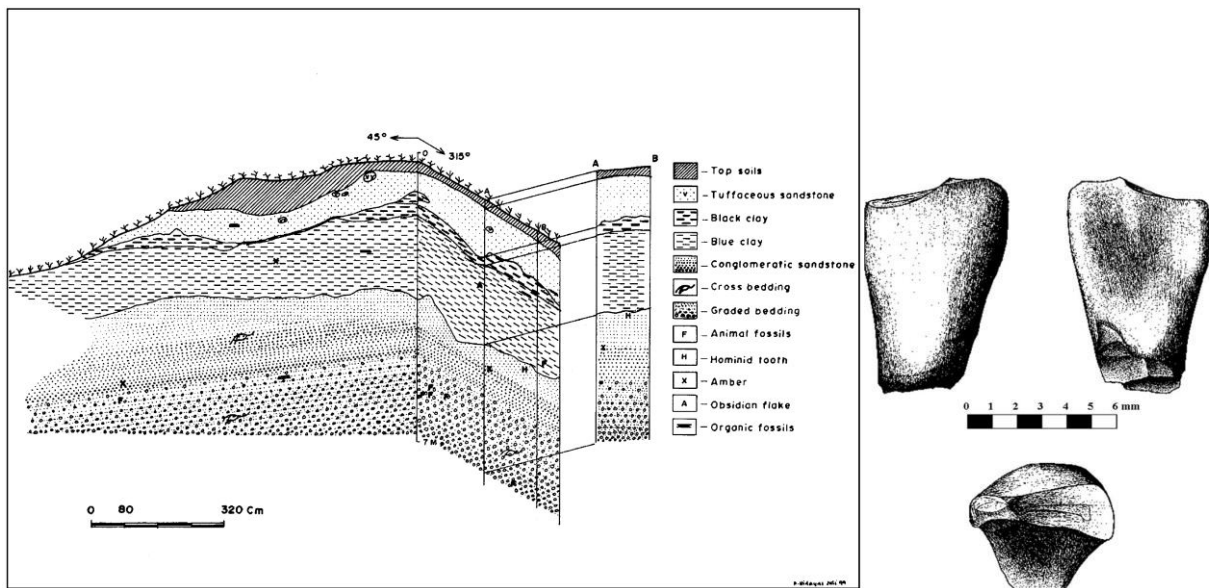 45°
O
315°
A
B
A
B
Top soils
Tuffaceous sandstone
Black clay
Blue clay
Conglomeratic sandstone
Cross bedding
Graded bedding
F Animal fossils
H Hominid tooth
X Amber
A Obsidian flake
Organic fossils
X
A
F
H
X
X
H
X
F
7 M
0 80 320 Cm
0 1 2 3 4 5 6 mm